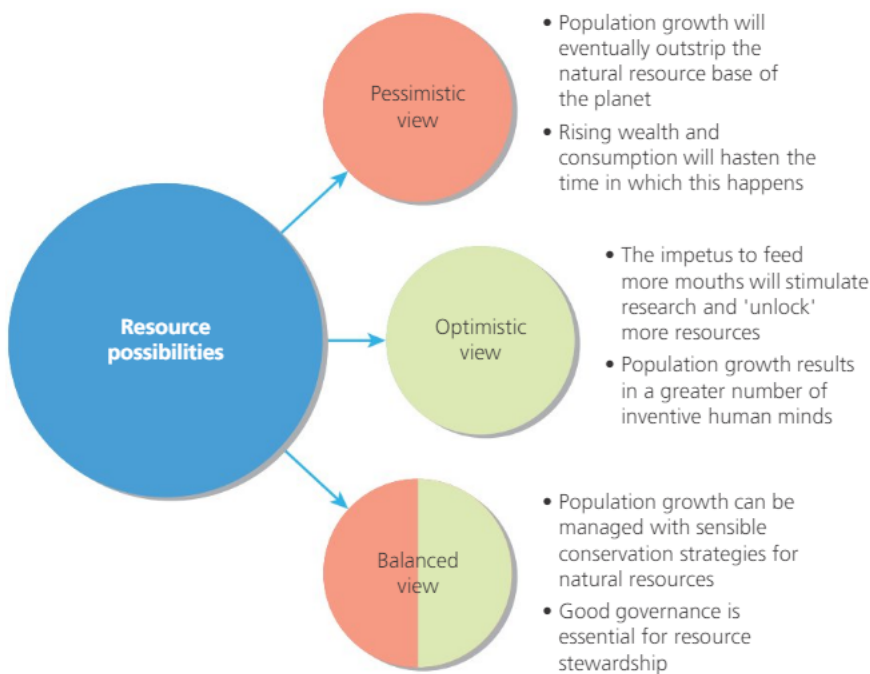 Resource
possibilities
Pessimistic
view
• Population growth will
eventually outstrip the
natural resource base of
the planet
• Rising wealth and
consumption will hasten the
time in which this happens
Optimistic
view
• The impetus to feed
more mouths will stimulate
research and 'unlock'
more resources
• Population growth results
in a greater number of
inventive human minds
Balanced
view
• Population growth can be
managed with sensible
conservation strategies for
natural resources
• Good governance is
essential for resource
stewardship